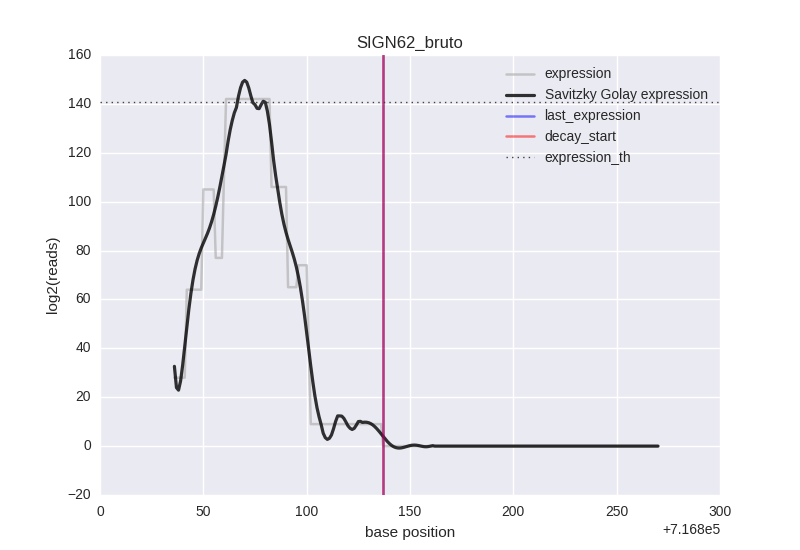 SIGN62_bruto
160
140
120
100
80
60
40
20
0
−20
log2(reads)
expression
Savitzky Golay expression
last_expression
decay_start
expression_th
0
50
100
150
200
250
300
+7.168e5
base position